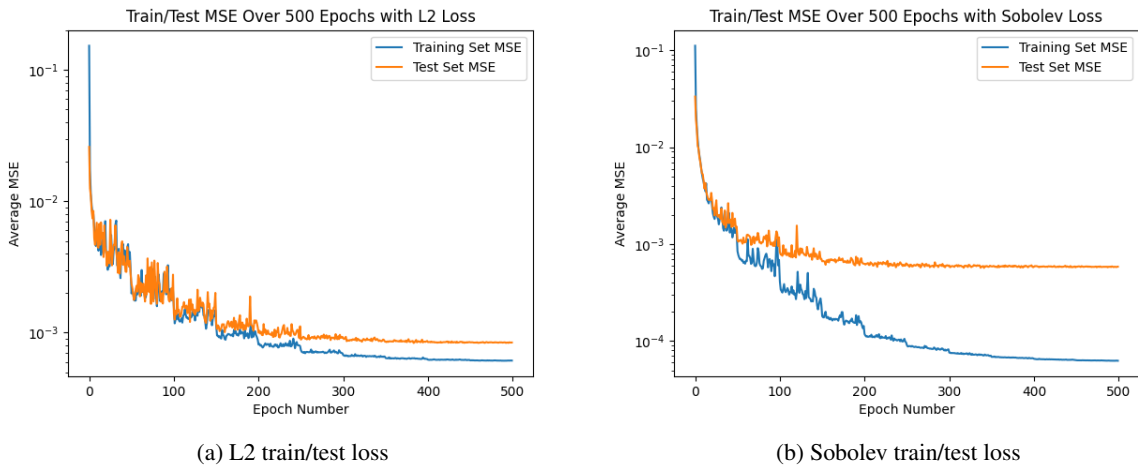 Train/Test MSE Over 500 Epochs with L2 Loss
Training Set MSE
Test Set MSE
10⁻¹
10⁻²
10⁻³
Average MSE
0 100 200 300 400 500
Epoch Number
(a) L2 train/test loss
Train/Test MSE Over 500 Epochs with Sobolev Loss
Training Set MSE
Test Set MSE
10⁻¹
10⁻²
10⁻³
10⁻⁴
Average MSE
0 100 200 300 400 500
Epoch Number
(b) Sobolev train/test loss